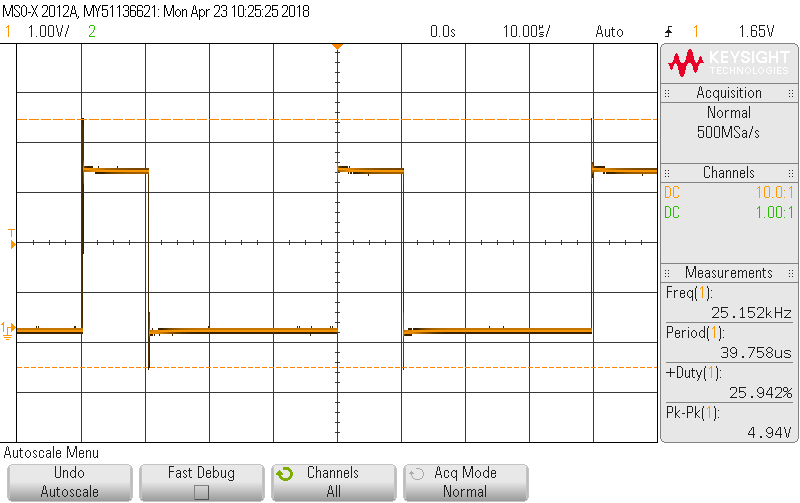 MSO-X 2012A, MY51136621: Mon Apr 23 10:25:25 2018
1 1.00V/ 2 0.0s 10.00us/ Auto 1 1.65V
KEYSIGHT
TECHNOLOGIES
Acquisition
Normal
500MSa/s
Channels
DC 10.0:1
DC 1.00:1
Measurements
Freq(1):
25.152kHz
Period(1):
39.758us
+Duty(1):
25.942%
Pk-Pk(1):
4.94V
T
1
Autoscale Menu
Undo
Autoscale
Fast Debug
Channels
All
Acq Mode
Normal